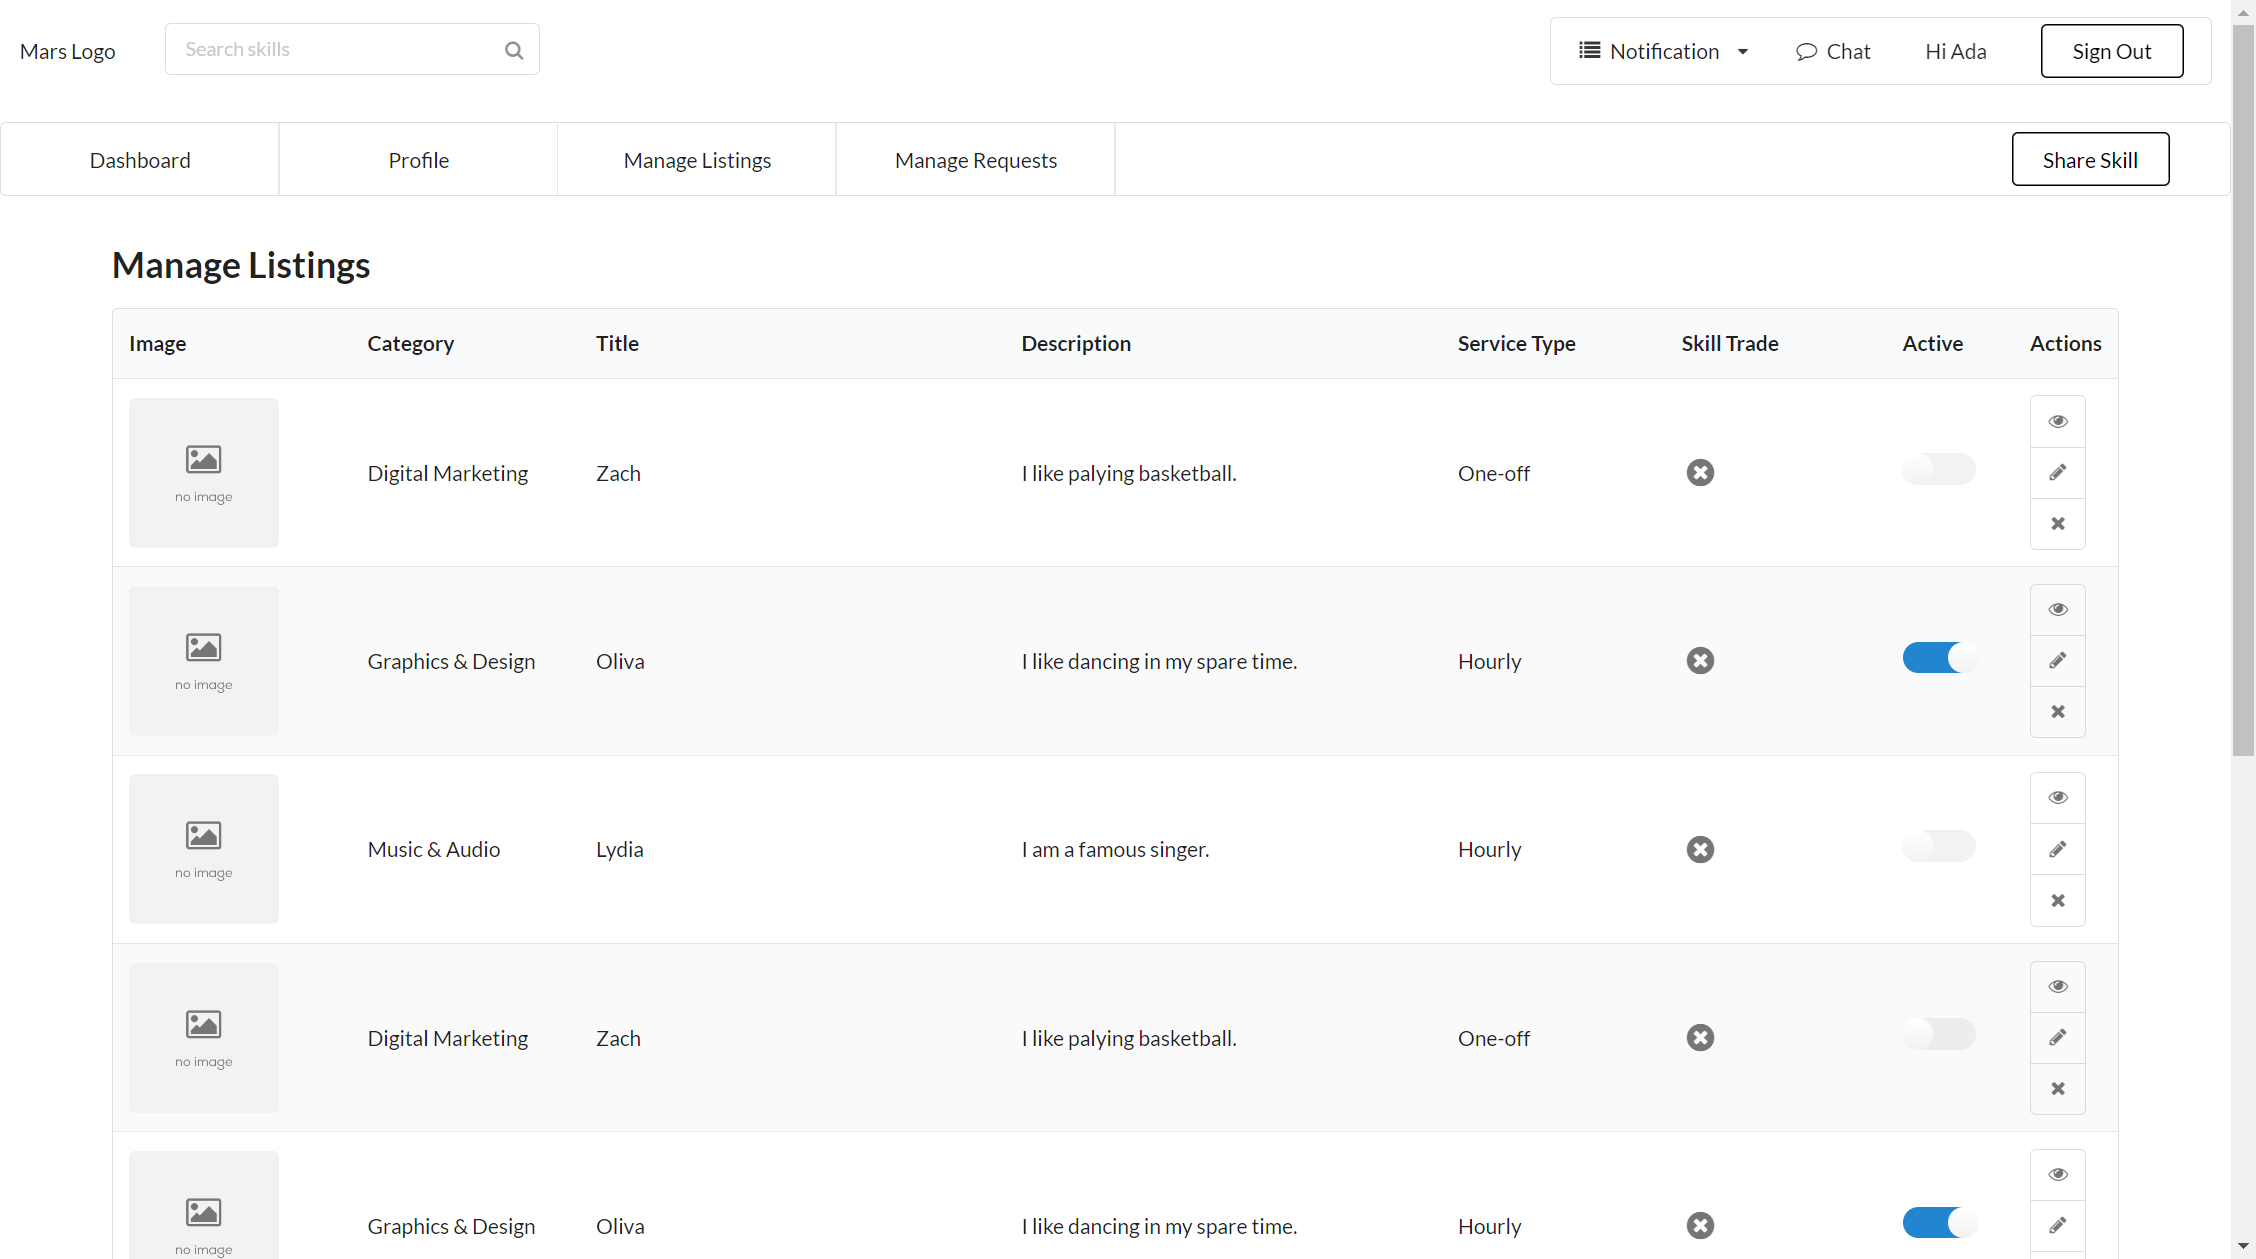 Mars Logo
Search skills
Notification
Chat
Hi Ada
Sign Out
Dashboard
Profile
Manage Listings
Manage Requests
Share Skill
Manage Listings
Image Category Title Description Service Type Skill Trade Active Actions
no image
Digital Marketing Zach I like palying basketball. One-off
no image
Graphics & Design Oliva I like dancing in my spare time. Hourly
no image
Music & Audio Lydia I am a famous singer. Hourly
no image
Digital Marketing Zach I like palying basketball. One-off
no image
Graphics & Design Oliva I like dancing in my spare time. Hourly
no image